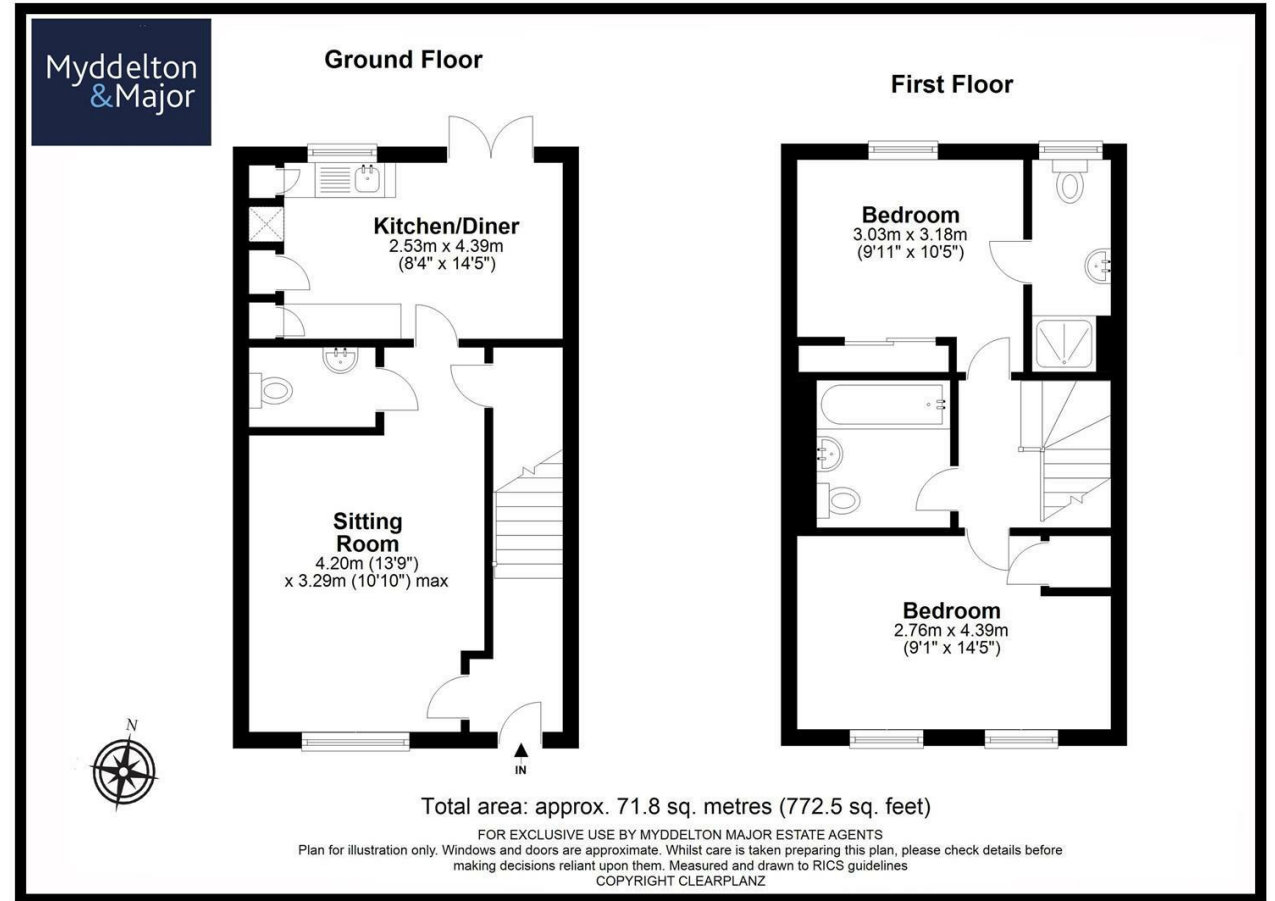 Myddelton
&Major
Ground Floor
First Floor
Kitchen/Diner
2.53m x 4.39m
(8'4" x 14'5")
Bedroom
3.03m x 3.18m
(9'11" x 10'5")
Sitting
Room
4.20m (13'9")
x 3.29m (10'10") max
Bedroom
2.76m x 4.39m
(9'1" x 14'5")
N
IN
Total area: approx. 71.8 sq. metres (772.5 sq. feet)
FOR EXCLUSIVE USE BY MYDDELTON MAJOR ESTATE AGENTS
Plan for illustration only. Windows and doors are approximate. Whilst care is taken preparing this plan, please check details before
making decisions reliant upon them. Measured and drawn to RICS guidelines
COPYRIGHT CLEARPLANZ